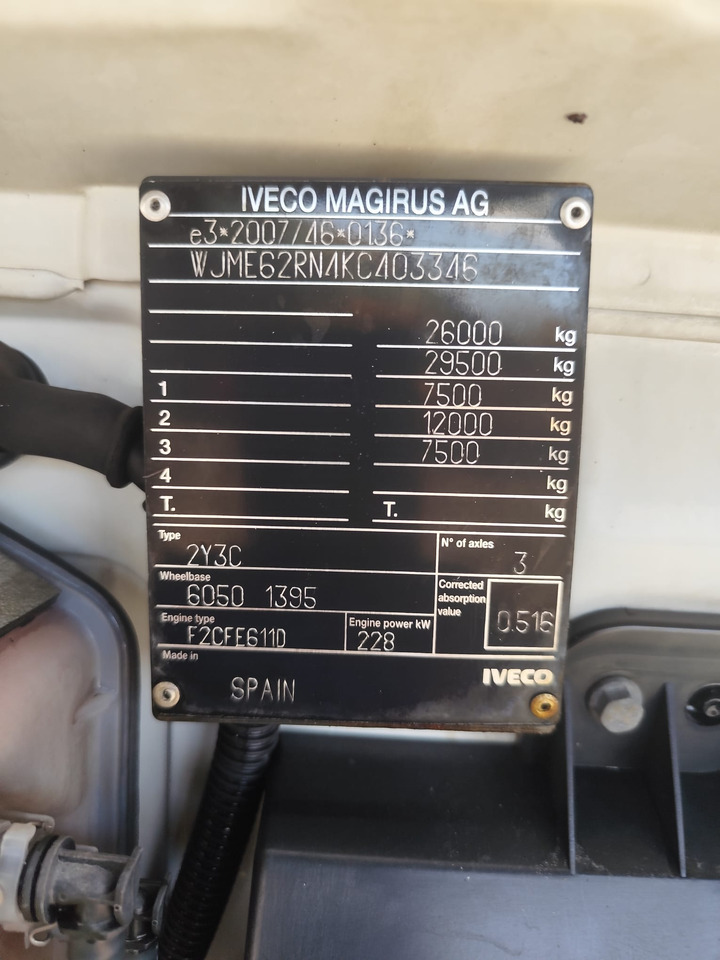 IVECO MAGIRUS AG
e3*2007/46*0136*
WJME62RN4KC403346
26000 kg
29500 kg
1 7500 kg
2 12000 kg
3 7500 kg
4 kg
T. T. kg
Type
2Y3C
N° of axles
3
Wheelbase
6050 1395
Corrected absorption value
0.516
Engine type
F2CFE611D
Engine power kW
228
Made in
SPAIN
IVECO